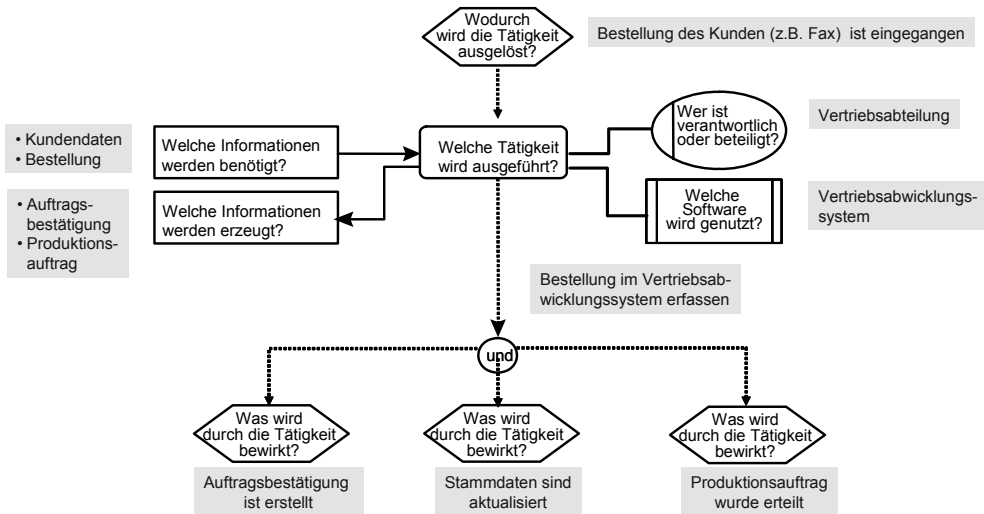 Wodurch
wird die Tätigkeit
ausgelöst?
Bestellung des Kunden (z.B. Fax) ist eingegangen
• Kundendaten
• Bestellung
Welche Informationen
werden benötigt?
Welche Tätigkeit
wird ausgeführt?
Wer ist
verantwortlich
oder beteiligt?
Vertriebsabteilung
• Auftrags-
bestätigung
• Produktions-
auftrag
Welche Informationen
werden erzeugt?
Welche
Software
wird genutzt?
Vertriebsabwicklungs-
system
Bestellung im Vertriebsab-
wicklungssystem erfassen
und
Was wird
durch die Tätigkeit
bewirkt?
Was wird
durch die Tätigkeit
bewirkt?
Was wird
durch die Tätigkeit
bewirkt?
Auftragsbestätigung
ist erstellt
Stammdaten sind
aktualisiert
Produktionsauftrag
wurde erteilt